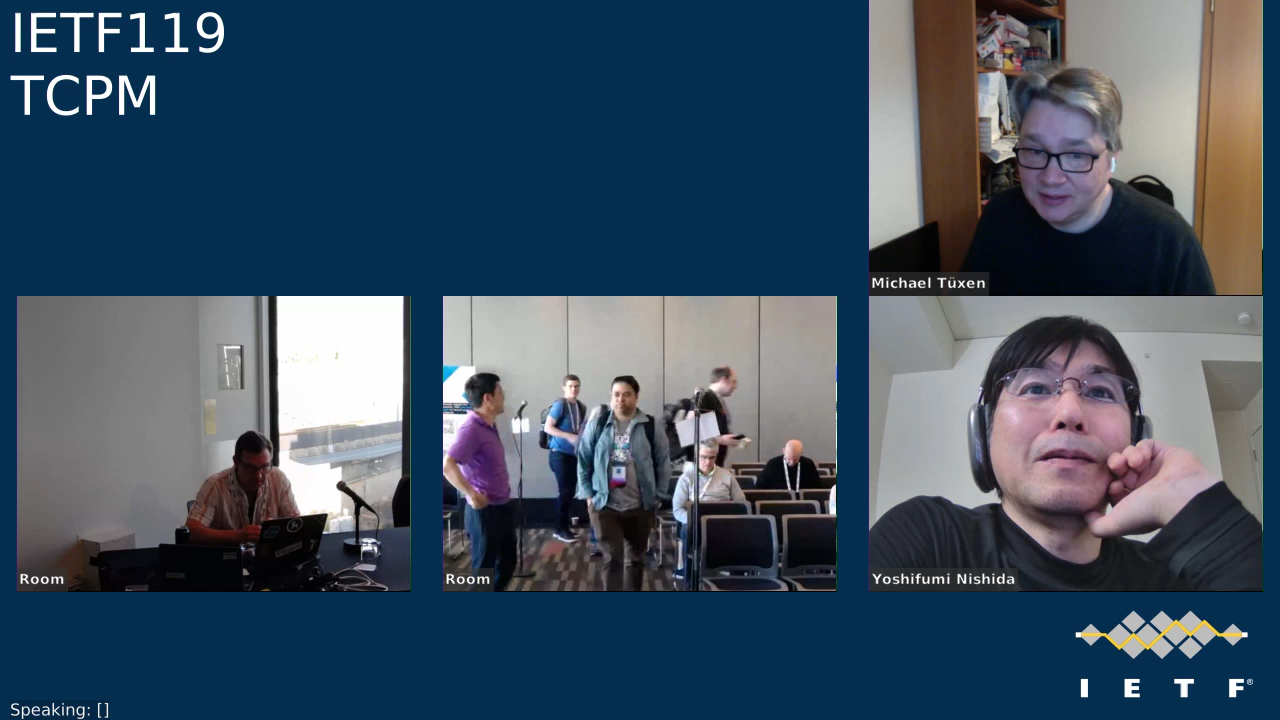 IETF119
TCPM
Michael Tüxen
Room
Room
Yoshifumi Nishida
I E T F®
Speaking: []